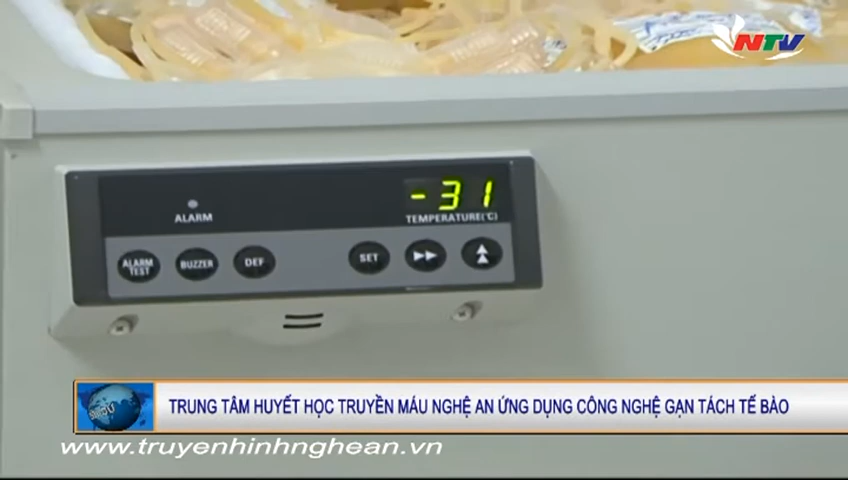 NTV
-31
ALARM
TEMPERATURE(°C)
ALARM TEST
BUZZER
DEF
SET
TRUNG TÂM HUYẾT HỌC TRUYỀN MÁU NGHỆ AN ỨNG DỤNG CÔNG NGHỆ GẠN TÁCH TẾ BÀO
www.truyenhinhnghean.vn